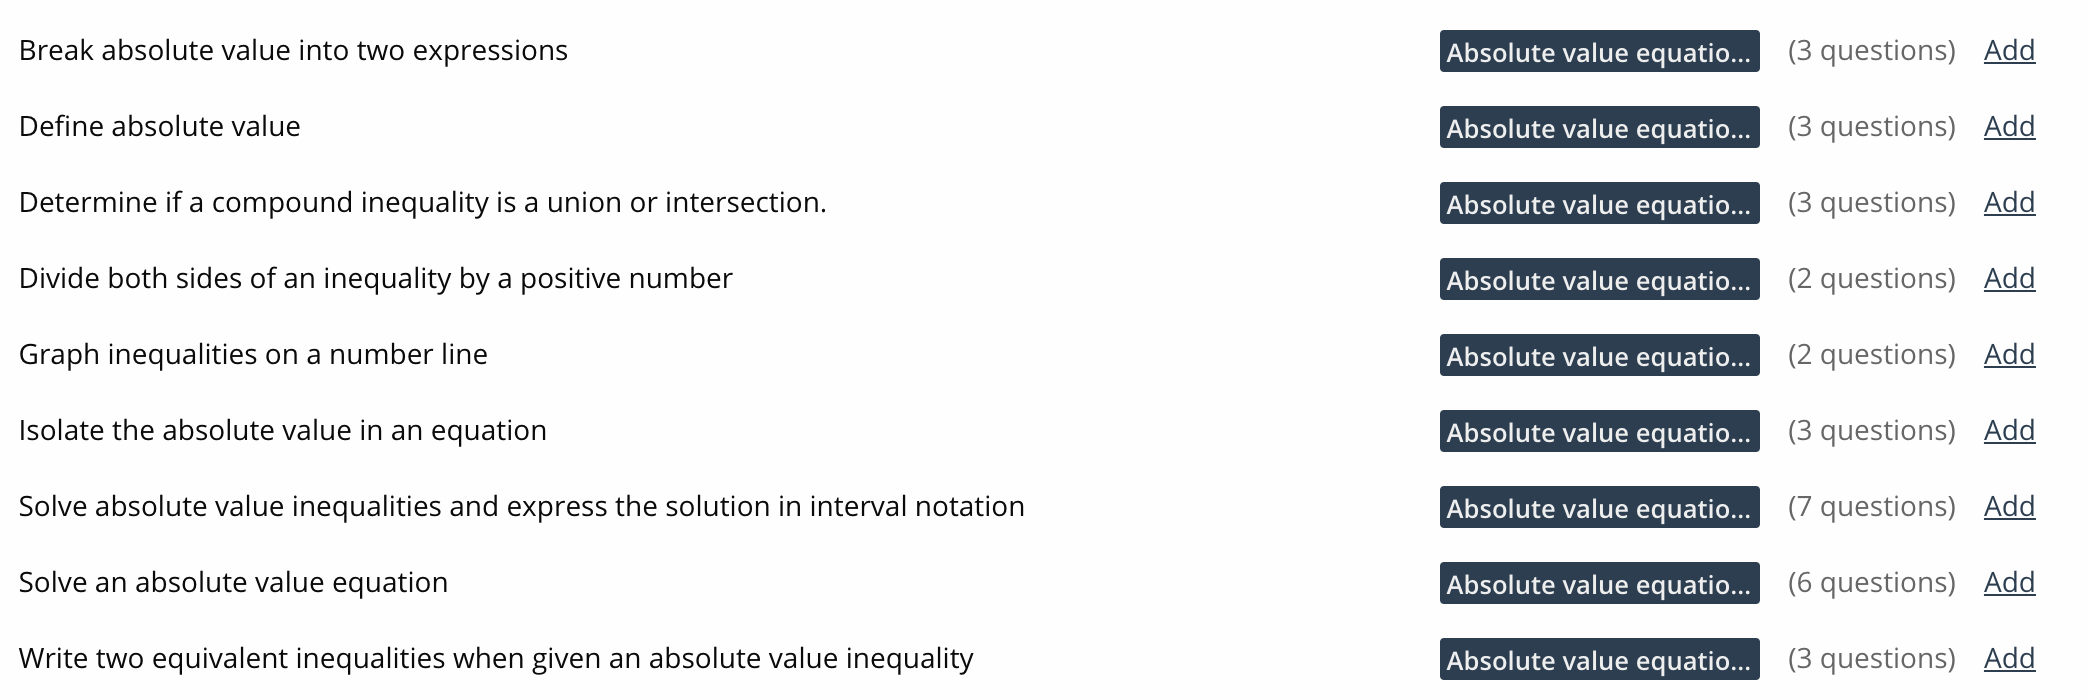 Break absolute value into two expressions Absolute value equatio... (3 questions) Add
Define absolute value Absolute value equatio... (3 questions) Add
Determine if a compound inequality is a union or intersection. Absolute value equatio... (3 questions) Add
Divide both sides of an inequality by a positive number Absolute value equatio... (2 questions) Add
Graph inequalities on a number line Absolute value equatio... (2 questions) Add
Isolate the absolute value in an equation Absolute value equatio... (3 questions) Add
Solve absolute value inequalities and express the solution in interval notation Absolute value equatio... (7 questions) Add
Solve an absolute value equation Absolute value equatio... (6 questions) Add
Write two equivalent inequalities when given an absolute value inequality Absolute value equatio... (3 questions) Add